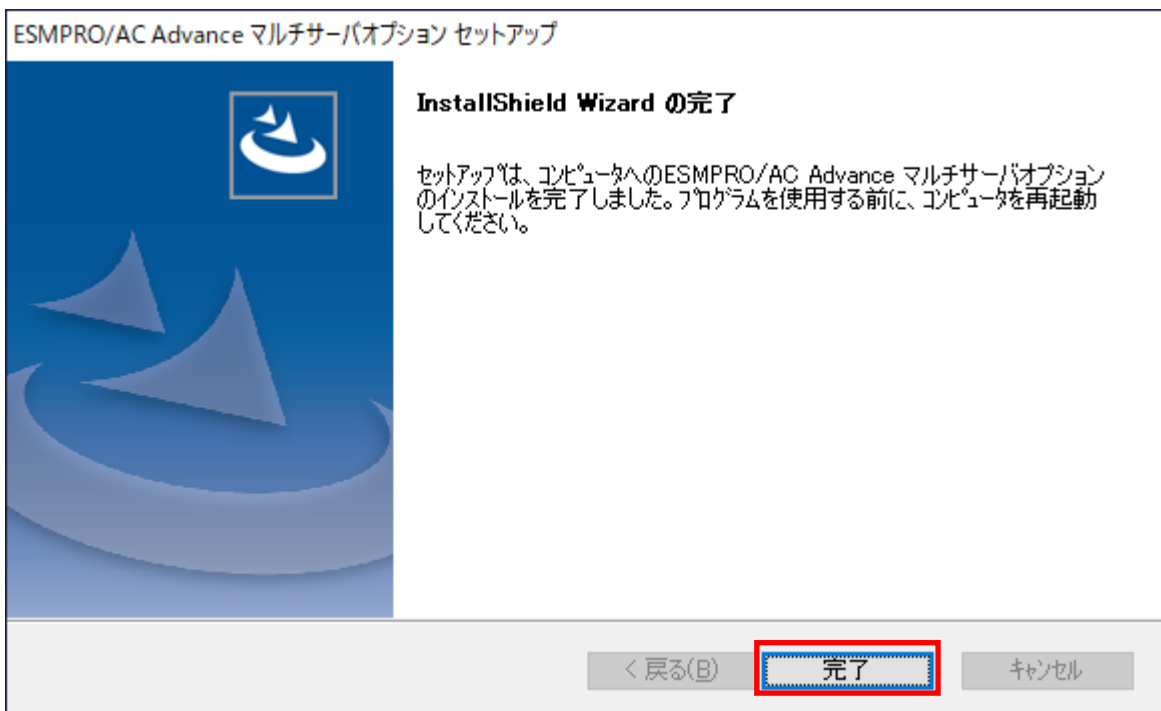 ESMPRO/AC Advance マルチサーバオプション セットアップ
InstallShield Wizard の完了
セットアップは、コンピュータへのESMPRO/AC Advance マルチサーバオプション
のインストールを完了しました。プログラムを使用する前に、コンピュータを再起動
してください。
< 戻る(B)
完了
キャンセル